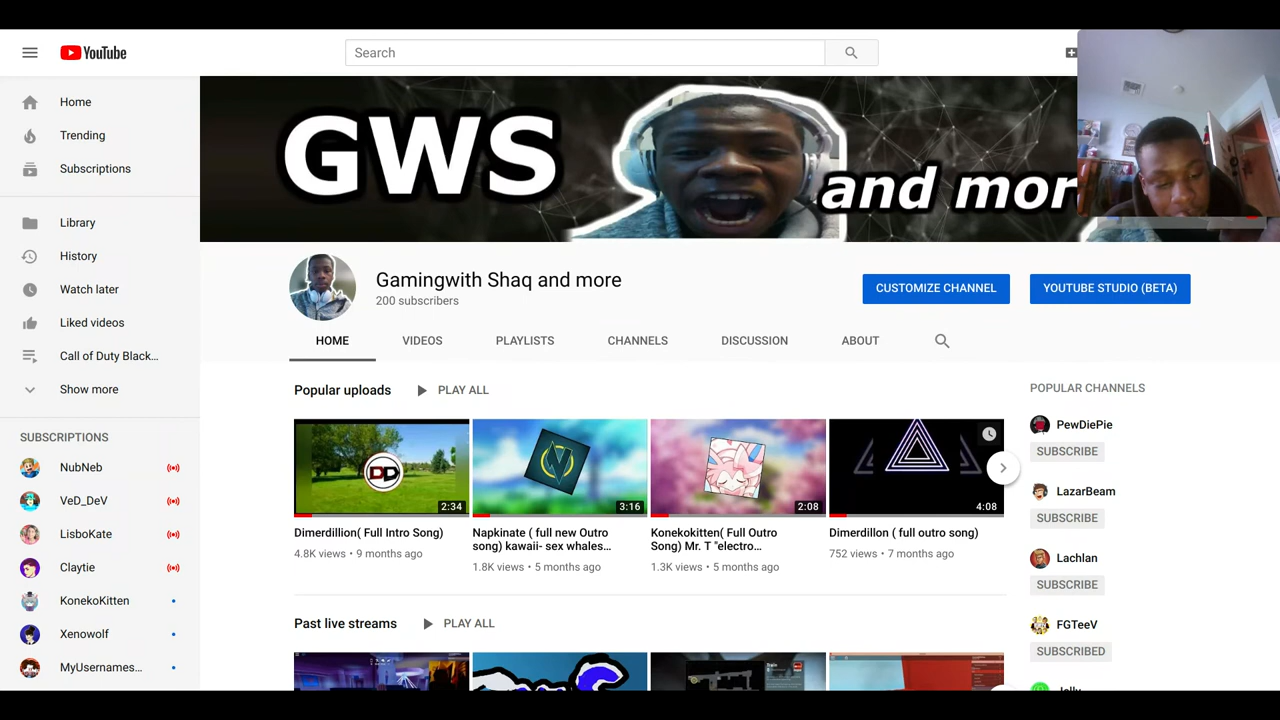 YouTube
Search
Home
Trending
Subscriptions
Library
History
Watch later
Liked videos
Call of Duty Black...
Show more
SUBSCRIPTIONS
NubNeb
VeD_DeV
LisboKate
Claytie
KonekoKitten
Xenowolf
MyUsernames...
GWS
and mor
Gamingwith Shaq and more
200 subscribers
CUSTOMIZE CHANNEL
YOUTUBE STUDIO (BETA)
HOME
VIDEOS
PLAYLISTS
CHANNELS
DISCUSSION
ABOUT
Popular uploads
PLAY ALL
DD
2:34
3:16
2:08
4:08
Dimerdillion( Full Intro Song)
4.8K views • 9 months ago
Napkinate ( full new Outro
song) kawaii- sex whales...
1.8K views • 5 months ago
Konekokitten( Full Outro
Song) Mr. T "electro...
1.3K views • 5 months ago
Dimerdillon ( full outro song)
752 views • 7 months ago
Past live streams
PLAY ALL
POPULAR CHANNELS
PewDiePie
SUBSCRIBE
LazarBeam
SUBSCRIBE
Lachlan
SUBSCRIBE
FGTeeV
SUBSCRIBED